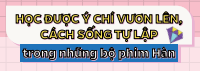 HỌC ĐƯỢC Ý CHÍ VƯƠN LÊN,
CÁCH SỐNG TỰ LẬP
trong những bộ phim Hàn